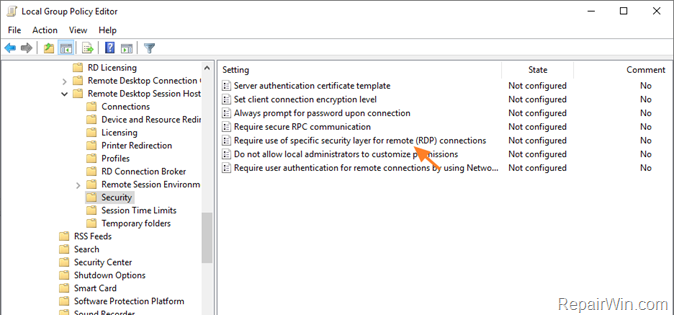 Local Group Policy Editor
File Action View Help
RD Licensing
Remote Desktop Connection
Remote Desktop Session Host
Connections
Device and Resource Redir
Licensing
Printer Redirection
Profiles
RD Connection Broker
Remote Session Environm
Security
Session Time Limits
Temporary folders
RSS Feeds
Search
Security Center
Shutdown Options
Smart Card
Software Protection Platform
Sound Recorder
Setting State Comment
Server authentication certificate template Not configured No
Set client connection encryption level Not configured No
Always prompt for password upon connection Not configured No
Require secure RPC communication Not configured No
Require use of specific security layer for remote (RDP) connections Not configured No
Do not allow local administrators to customize permissions Not configured No
Require user authentication for remote connections by using Netwo... Not configured No
RepairWin.com